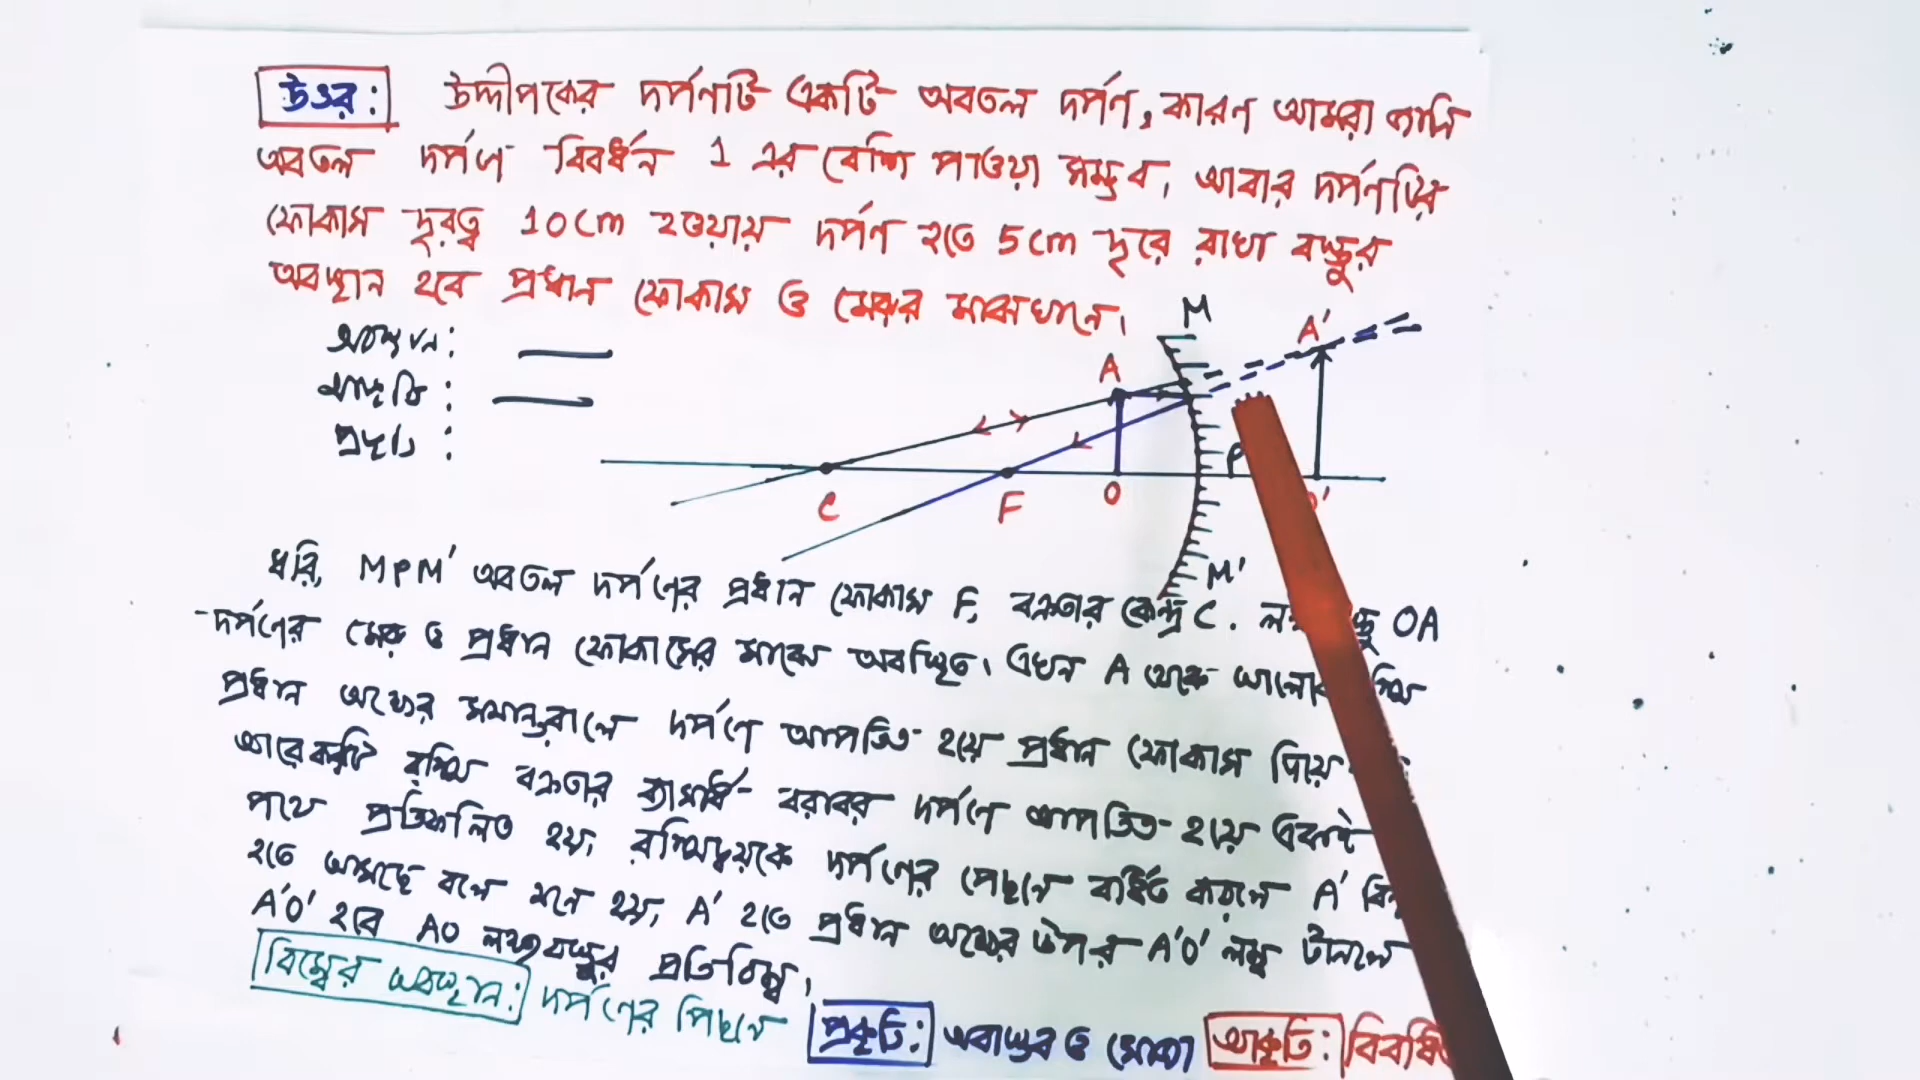 উত্তর: উদ্দীপকের দর্পণটি একটি অবতল দর্পণ, কারণ আমরা জানি
অবতল দর্পণে বিবর্ধন 1 এর বেশি পাওয়া সম্ভব। আবার দর্পণটির
ফোকাস দূরত্ব 10cm হওয়ায় দর্পণ হতে 5cm দূরে রাখা বস্তুর
অবস্থান হবে প্রধান ফোকাস ও মেরুর মাঝখানে।
অবস্থান:
আকৃতি:
প্রকৃতি:
M
A
A'
P
C
F
O
M'
ধরি, MPM' অবতল দর্পণের প্রধান ফোকাস F, বক্রতার কেন্দ্র C. OA
দর্পণের মেরু ও প্রধান ফোকাসের মাঝে অবস্থিত। এখন A থেকে
প্রধান অক্ষের সমান্তরালে দর্পণে আপতিত হয়ে প্রধান ফোকাস দিয়ে
আরেকটি রশ্মি বক্রতার ব্যাসার্ধ বরাবর দর্পণে আপতিত হয়ে একই
পথে প্রতিফলিত হয়। রশ্মিদ্বয়কে দর্পণের পেছনে বর্ধিত করলে A'
হতে আসছে বলে মনে হয়। A' হতে প্রধান অক্ষের উপর A'O' লম্ব টানলে
A'O' হবে AO লক্ষ্যবস্তুর প্রতিবিম্ব।
বিম্বের অবস্থান: দর্পণের পিছনে প্রকৃতি: অবাস্তব ও সোজা আকৃতি: